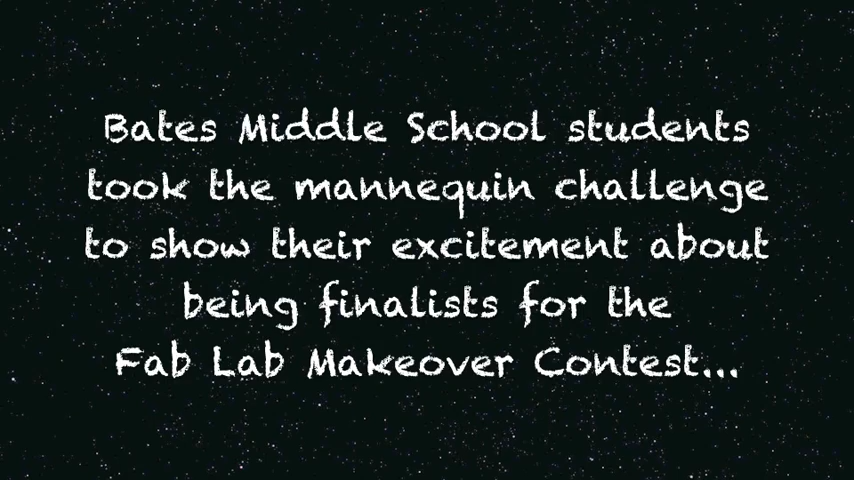 Bates Middle School students
took the mannequin challenge
to show their excitement about
being finalists for the
Fab Lab Makeover Contest...